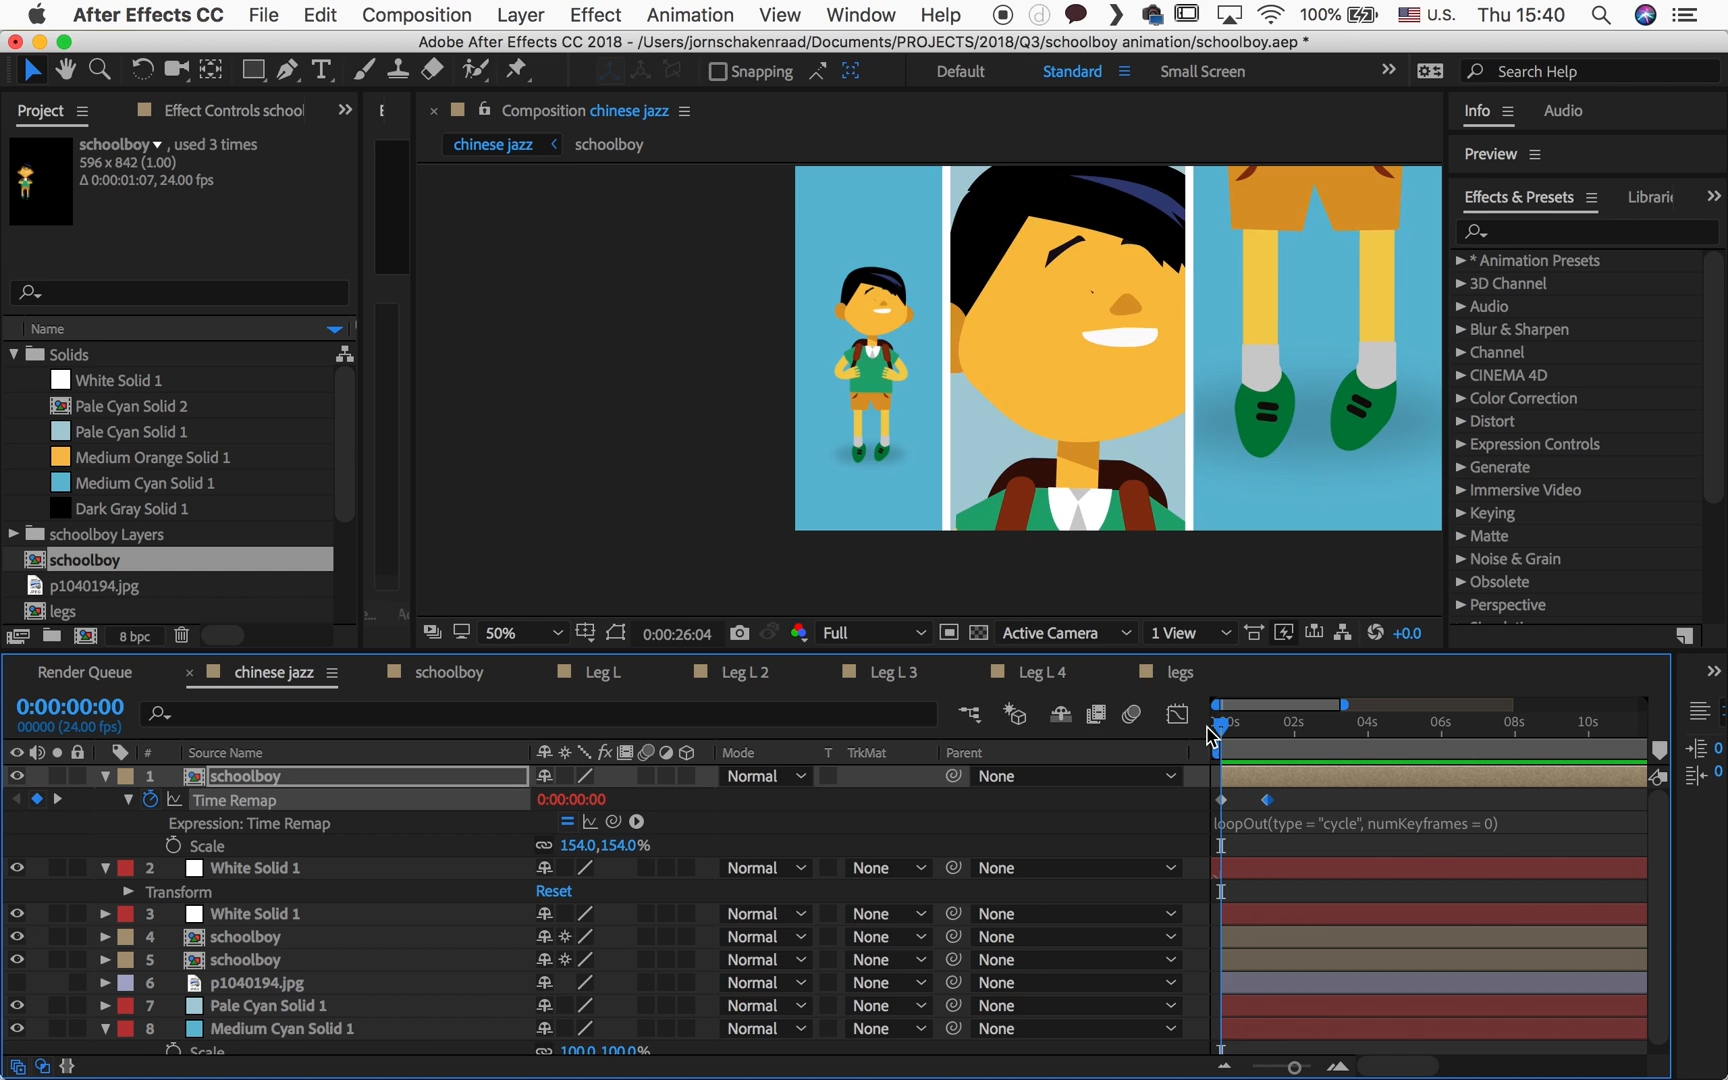 After Effects CC File Edit Composition Layer Effect Animation View Window Help 100% U.S. Thu 15:40
Adobe After Effects CC 2018 - /Users/jornschakenraad/Documents/PROJECTS/2018/Q3/schoolboy animation/schoolboy.aep *
T Snapping Default Standard Small Screen Search Help
Project Effect Controls school Composition chinese jazz Info Audio
chinese jazz schoolboy
schoolboy , used 3 times
596 x 842 (1.00)
Δ 0:00:01:07, 24.00 fps
Preview
Effects & Presets Librari
* Animation Presets
3D Channel
Audio
Blur & Sharpen
Channel
CINEMA 4D
Color Correction
Distort
Expression Controls
Generate
Immersive Video
Keying
Matte
Noise & Grain
Obsolete
Perspective
Name
Solids
White Solid 1
Pale Cyan Solid 2
Pale Cyan Solid 1
Medium Orange Solid 1
Medium Cyan Solid 1
Dark Gray Solid 1
schoolboy Layers
schoolboy
p1040194.jpg
legs
8 bpc
50% 0:00:26:04 Full Active Camera 1 View +0.0
Render Queue chinese jazz schoolboy Leg L Leg L 2 Leg L 3 Leg L 4 legs
0:00:00:00
00000 (24.00 fps)
02s 04s 06s 08s 10s
# Source Name fx Mode T TrkMat Parent
1 schoolboy Normal None
Time Remap 0:00:00:00
Expression: Time Remap loopOut(type = "cycle", numKeyframes = 0)
Scale 154.0,154.0%
2 White Solid 1 Normal None None
Transform Reset
3 White Solid 1 Normal None None
4 schoolboy Normal None None
5 schoolboy Normal None None
6 p1040194.jpg Normal None None
7 Pale Cyan Solid 1 Normal None None
8 Medium Cyan Solid 1 Normal None None
Scale 100.0,100.0%